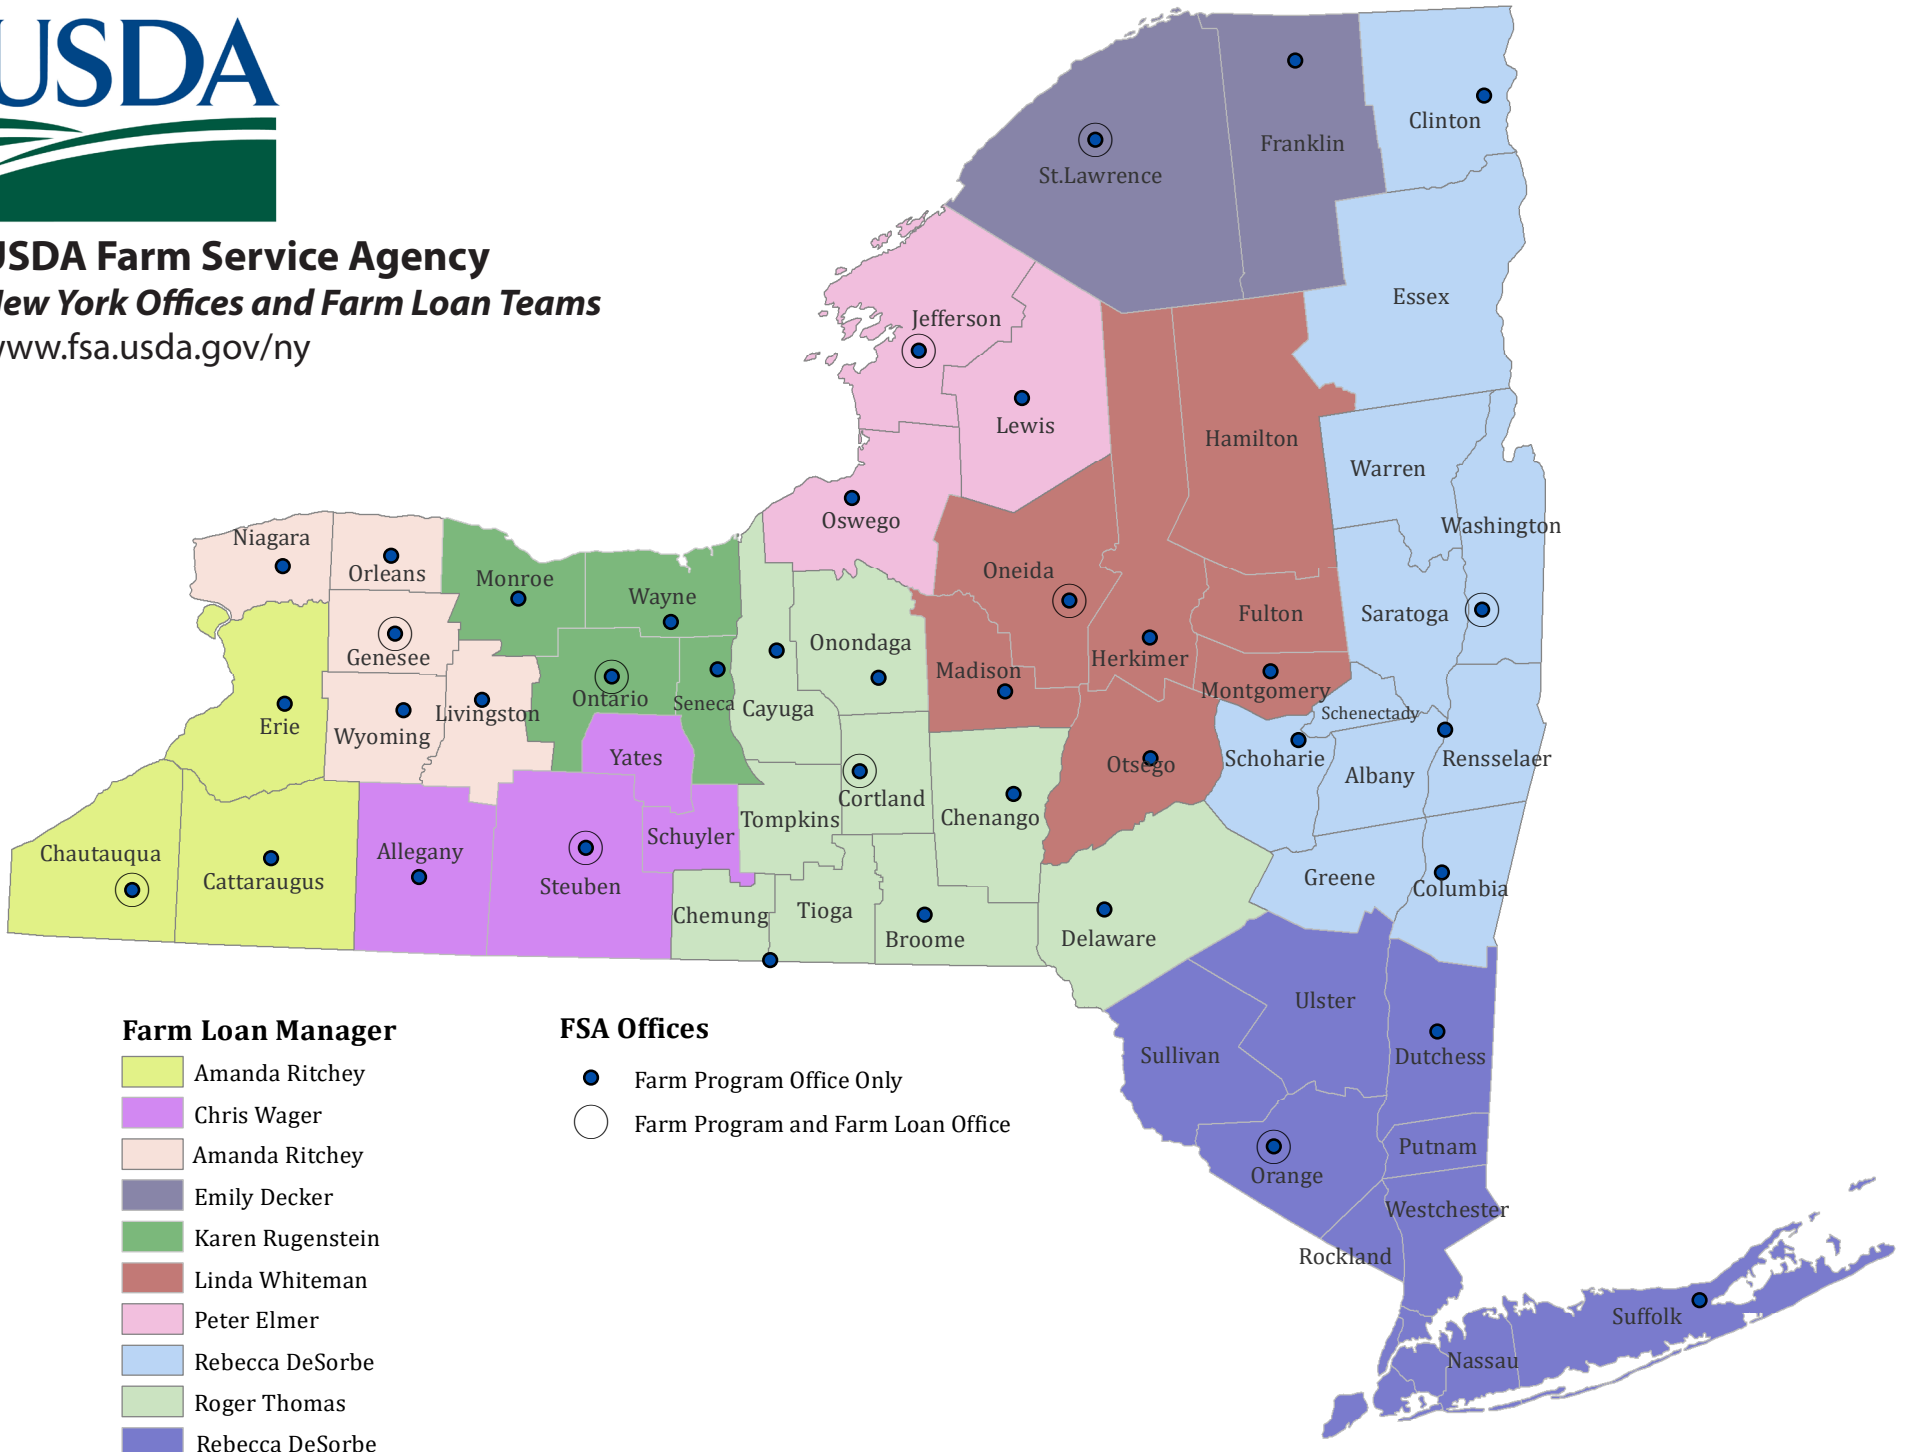 USDA
USDA Farm Service Agency
New York Offices and Farm Loan Teams
www.fsa.usda.gov/ny
Clinton
Franklin
St.Lawrence
Essex
Jefferson
Lewis
Hamilton
Warren
Oswego
Washington
Niagara
Orleans
Monroe
Wayne
Oneida
Fulton
Saratoga
Onondaga
Genesee
Herkimer
Madison
Montgomery
Ontario
Seneca
Cayuga
Livingston
Schenectady
Erie
Wyoming
Yates
Otsego
Schoharie
Rensselaer
Albany
Cortland
Chenango
Tompkins
Schuyler
Chautauqua
Allegany
Cattaraugus
Steuben
Greene
Columbia
Chemung
Tioga
Broome
Delaware
Ulster
Sullivan
Dutchess
Putnam
Orange
Westchester
Rockland
Suffolk
Nassau
Farm Loan Manager
Amanda Ritchey
Chris Wager
Amanda Ritchey
Emily Decker
Karen Rugenstein
Linda Whiteman
Peter Elmer
Rebecca DeSorbe
Roger Thomas
Rebecca DeSorbe
FSA Offices
Farm Program Office Only
Farm Program and Farm Loan Office